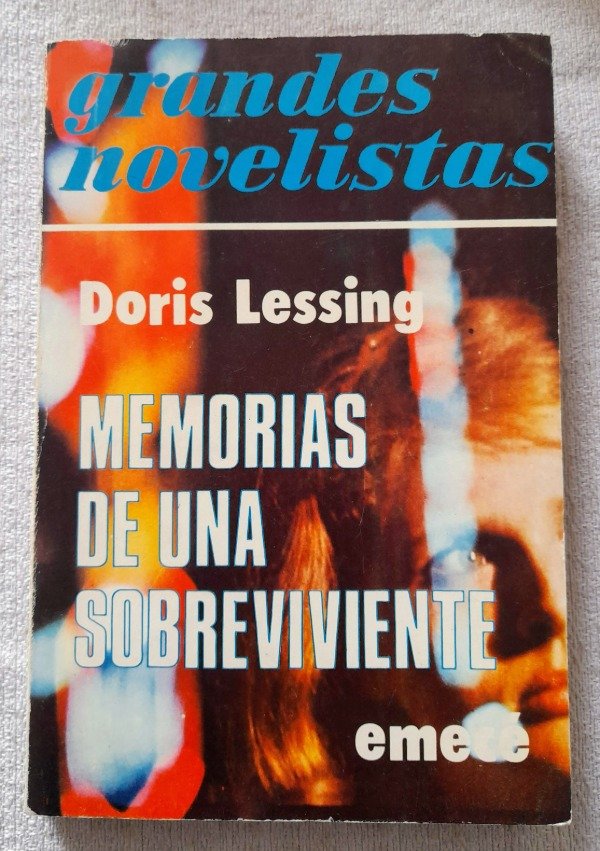 grandes
novelistas
Doris Lessing
MEMORIAS
DE UNA
SOBREVIVIENTE
emecé